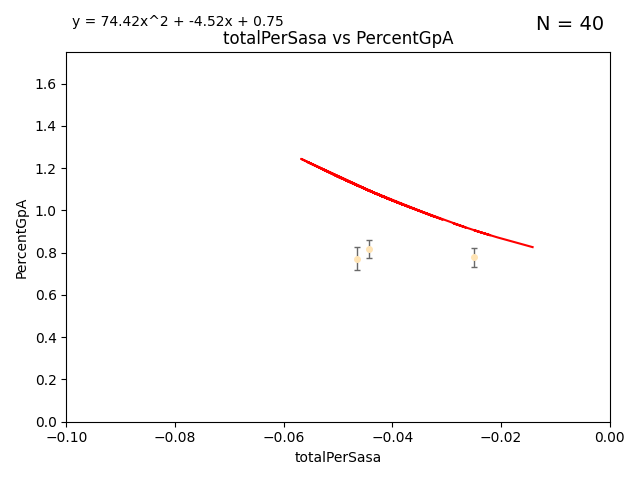 y = 74.42x^2 + -4.52x + 0.75
N = 40
totalPerSasa vs PercentGpA
1.6
1.4
1.2
1.0
0.8
0.6
0.4
0.2
0.0
PercentGpA
−0.10 −0.08 −0.06 −0.04 −0.02 0.00
totalPerSasa